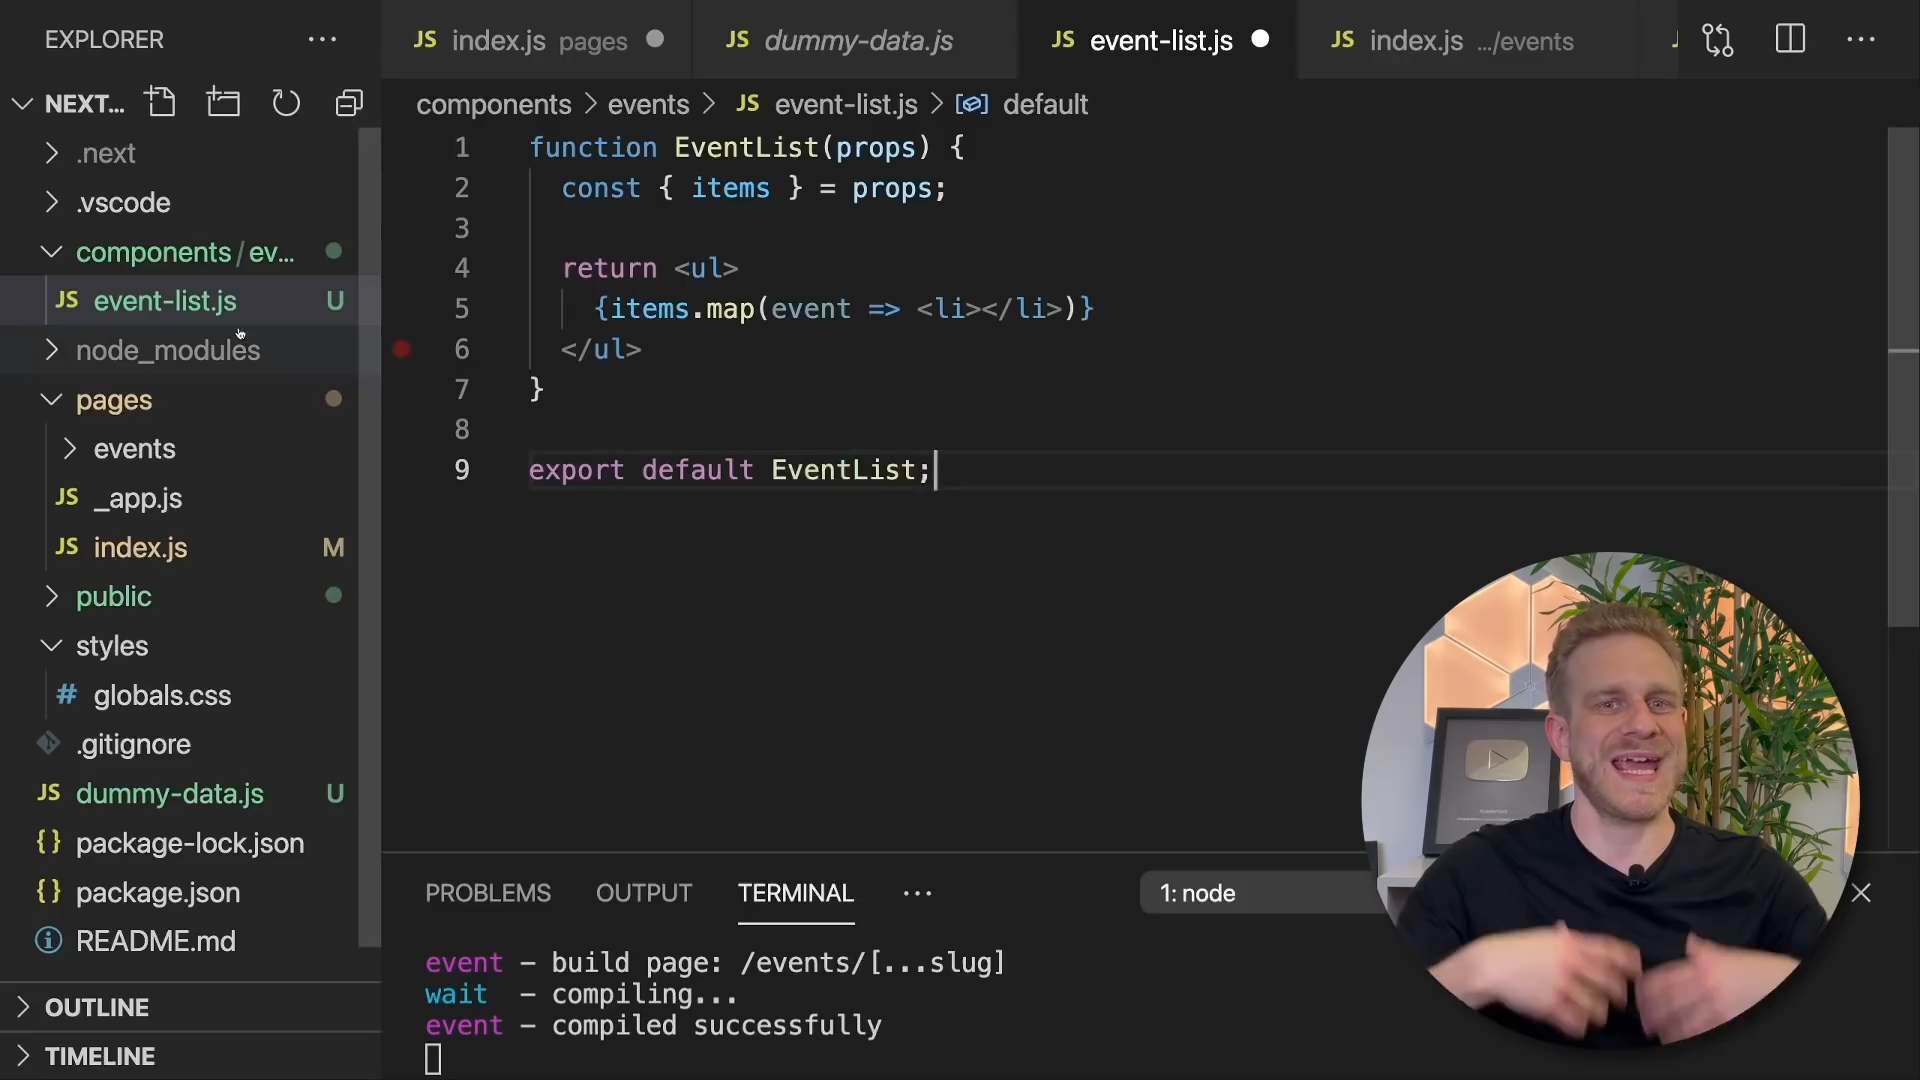 EXPLORER
NEXT...
.next
.vscode
components/ev...
JS event-list.js U
node_modules
pages
events
JS _app.js
JS index.js M
public
styles
# globals.css
.gitignore
JS dummy-data.js U
{} package-lock.json
{} package.json
README.md
OUTLINE
TIMELINE
JS index.js pages
JS dummy-data.js
JS event-list.js
JS index.js .../events
components > events > JS event-list.js > default
1 function EventList(props) {
2 const { items } = props;
3
4 return <ul>
5 {items.map(event => <li></li>)}
6 </ul>
7 }
8
9 export default EventList;
PROBLEMS OUTPUT TERMINAL ... 1: node
event - build page: /events/[...slug]
wait - compiling...
event - compiled successfully